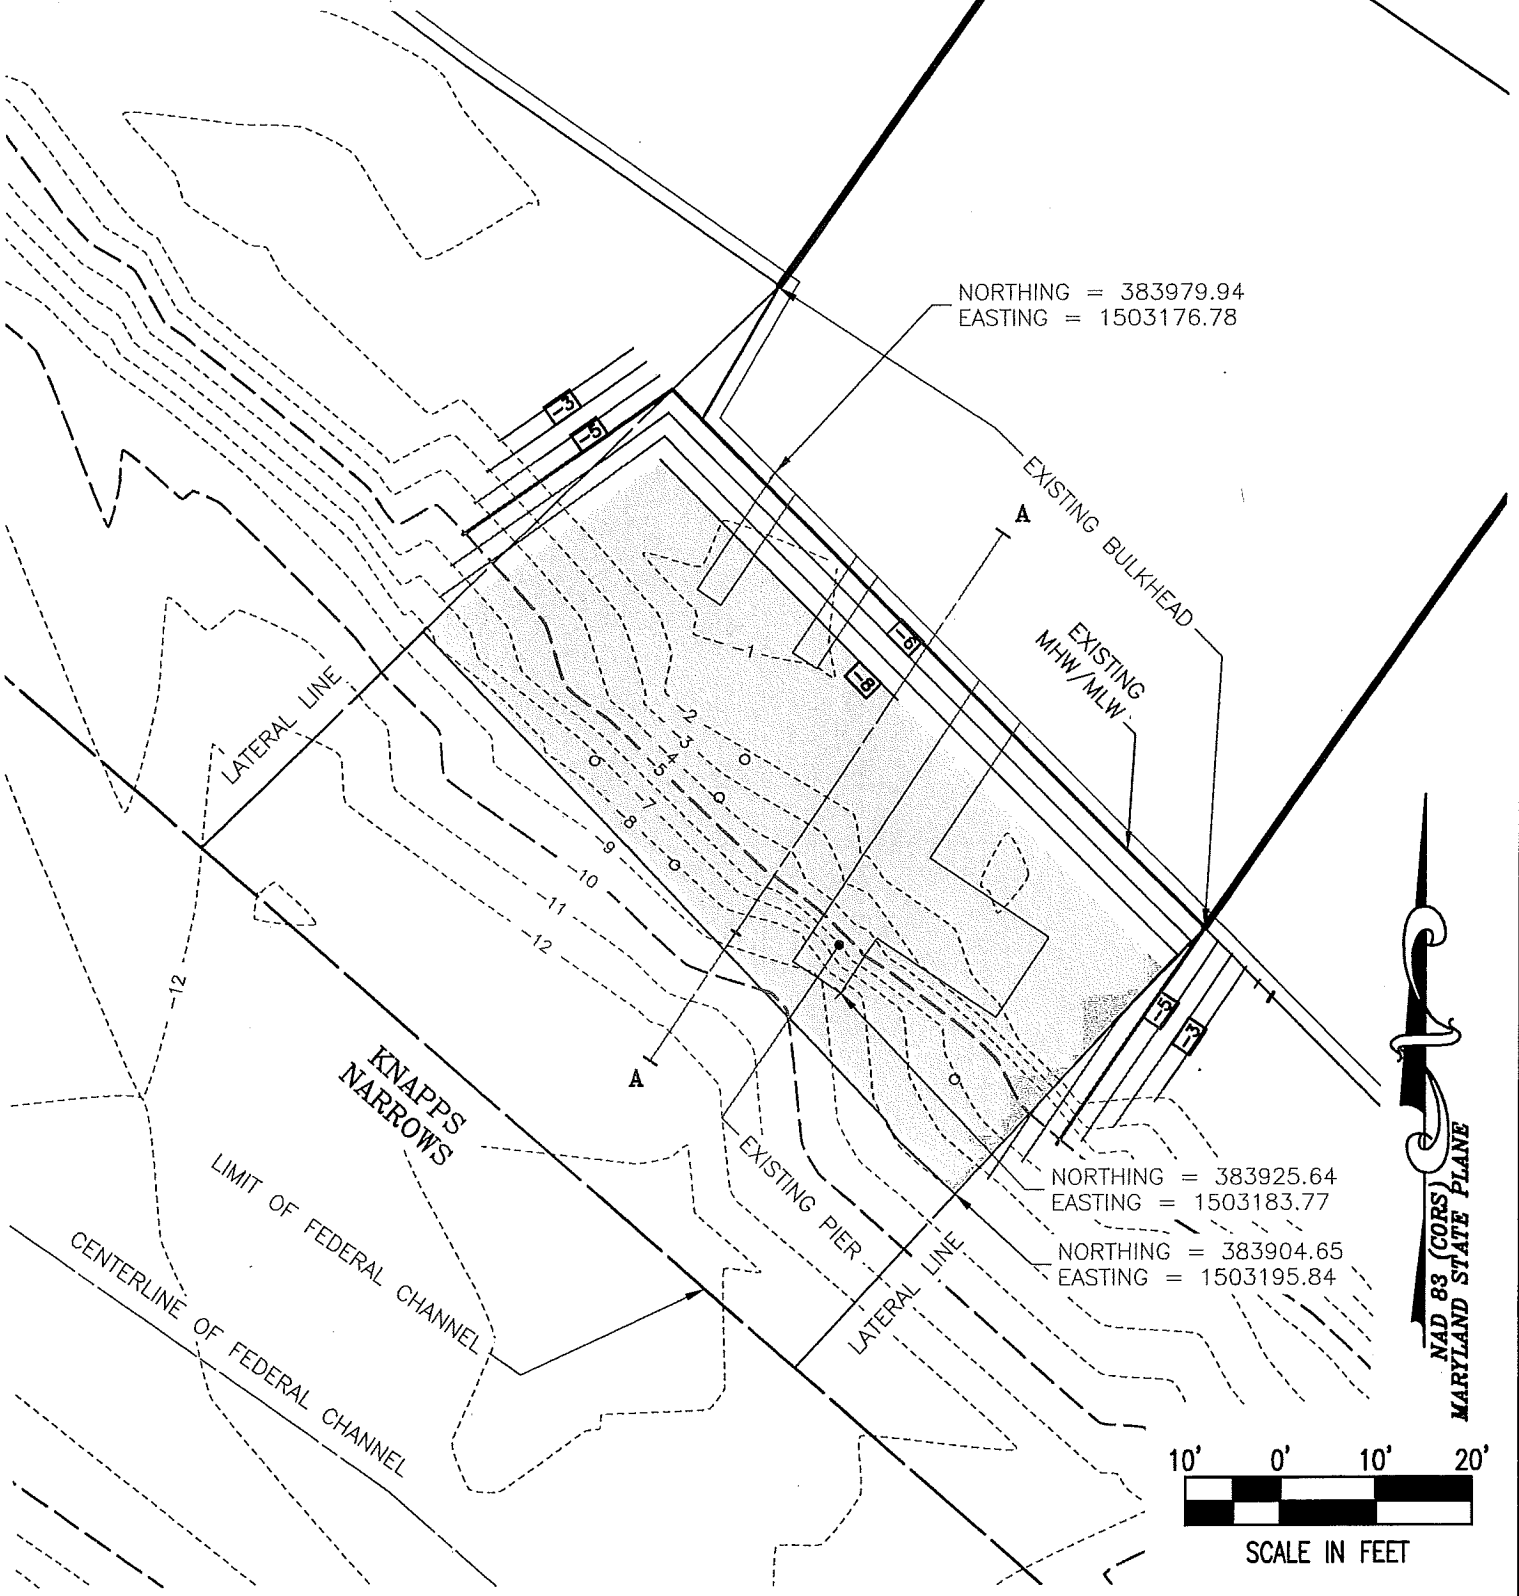 NORTHING = 383979.94
EASTING = 1503176.78
-3
-5
A
EXISTING BULKHEAD
-6
-8
EXISTING
MHW/MLW
LATERAL LINE
-1
-2
-3
-4
-5
-7
-8
-9
-10
-11
-12
-12
KNAPPS
NARROWS
A
-5
-3
EXISTING PIER
NORTHING = 383925.64
EASTING = 1503183.77
NORTHING = 383904.65
EASTING = 1503195.84
LATERAL LINE
LIMIT OF FEDERAL CHANNEL
CENTERLINE OF FEDERAL CHANNEL
NAD 83 (CORS)
MARYLAND STATE PLANE
10' 0' 10' 20'
SCALE IN FEET